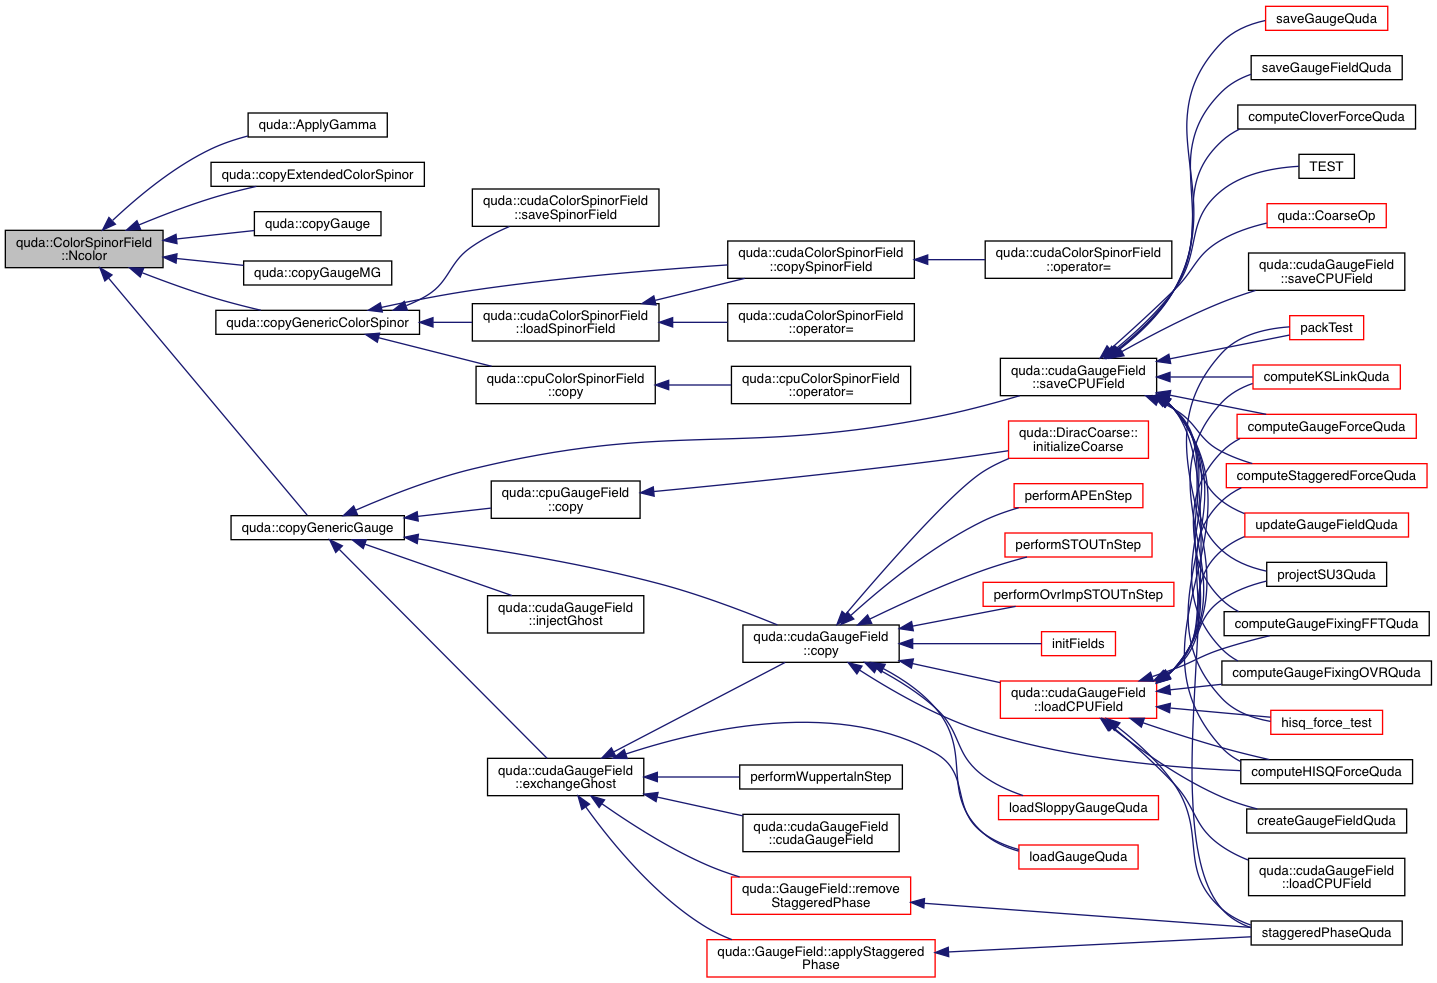 quda::ColorSpinorField
::Ncolor
quda::ApplyGamma
quda::copyExtendedColorSpinor
quda::copyGauge
quda::copyGaugeMG
quda::copyGenericColorSpinor
quda::copyGenericGauge
quda::cudaColorSpinorField
::saveSpinorField
quda::cudaColorSpinorField
::loadSpinorField
quda::cpuColorSpinorField
::copy
quda::cpuGaugeField
::copy
quda::cudaGaugeField
::injectGhost
quda::cudaGaugeField
::exchangeGhost
quda::cudaColorSpinorField
::copySpinorField
quda::cudaColorSpinorField
::operator=
quda::cpuColorSpinorField
::operator=
quda::cudaGaugeField
::copy
performWuppertalnStep
quda::cudaGaugeField
::cudaGaugeField
quda::GaugeField::remove
StaggeredPhase
quda::GaugeField::applyStaggered
Phase
quda::cudaColorSpinorField
::operator=
quda::cudaGaugeField
::saveCPUField
quda::DiracCoarse::
initializeCoarse
performAPEnStep
performSTOUTnStep
performOvrImpSTOUTnStep
initFields
quda::cudaGaugeField
::loadCPUField
loadSloppyGaugeQuda
loadGaugeQuda
saveGaugeQuda
saveGaugeFieldQuda
computeCloverForceQuda
TEST
quda::CoarseOp
quda::cudaGaugeField
::saveCPUField
packTest
computeKSLinkQuda
computeGaugeForceQuda
computeStaggeredForceQuda
updateGaugeFieldQuda
projectSU3Quda
computeGaugeFixingFFTQuda
computeGaugeFixingOVRQuda
hisq_force_test
computeHISQForceQuda
createGaugeFieldQuda
quda::cudaGaugeField
::loadCPUField
staggeredPhaseQuda